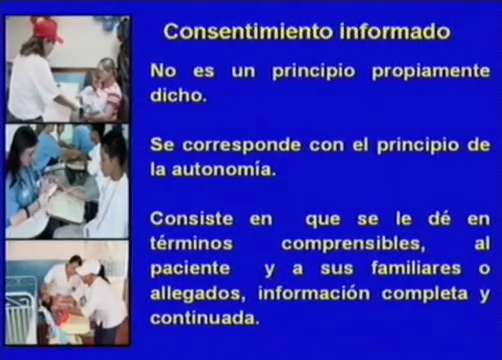 Consentimiento informado
No es un principio propiamente
dicho.
Se corresponde con el principio de
la autonomía.
Consiste en que se le dé en
términos comprensibles, al
paciente y a sus familiares o
allegados, información completa y
continuada.